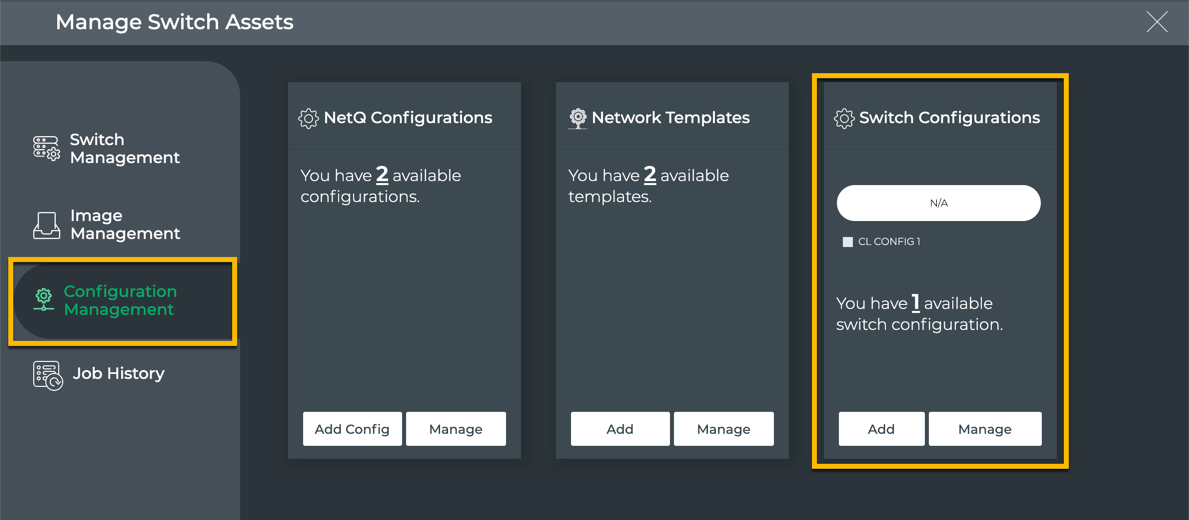 Manage Switch Assets
Switch
Management
Image
Management
Configuration
Management
Job History
NetQ Configurations
You have 2 available
configurations.
Add Config
Manage
Network Templates
You have 2 available
templates.
Add
Manage
Switch Configurations
N/A
CL CONFIG 1
You have 1 available
switch configuration.
Add
Manage